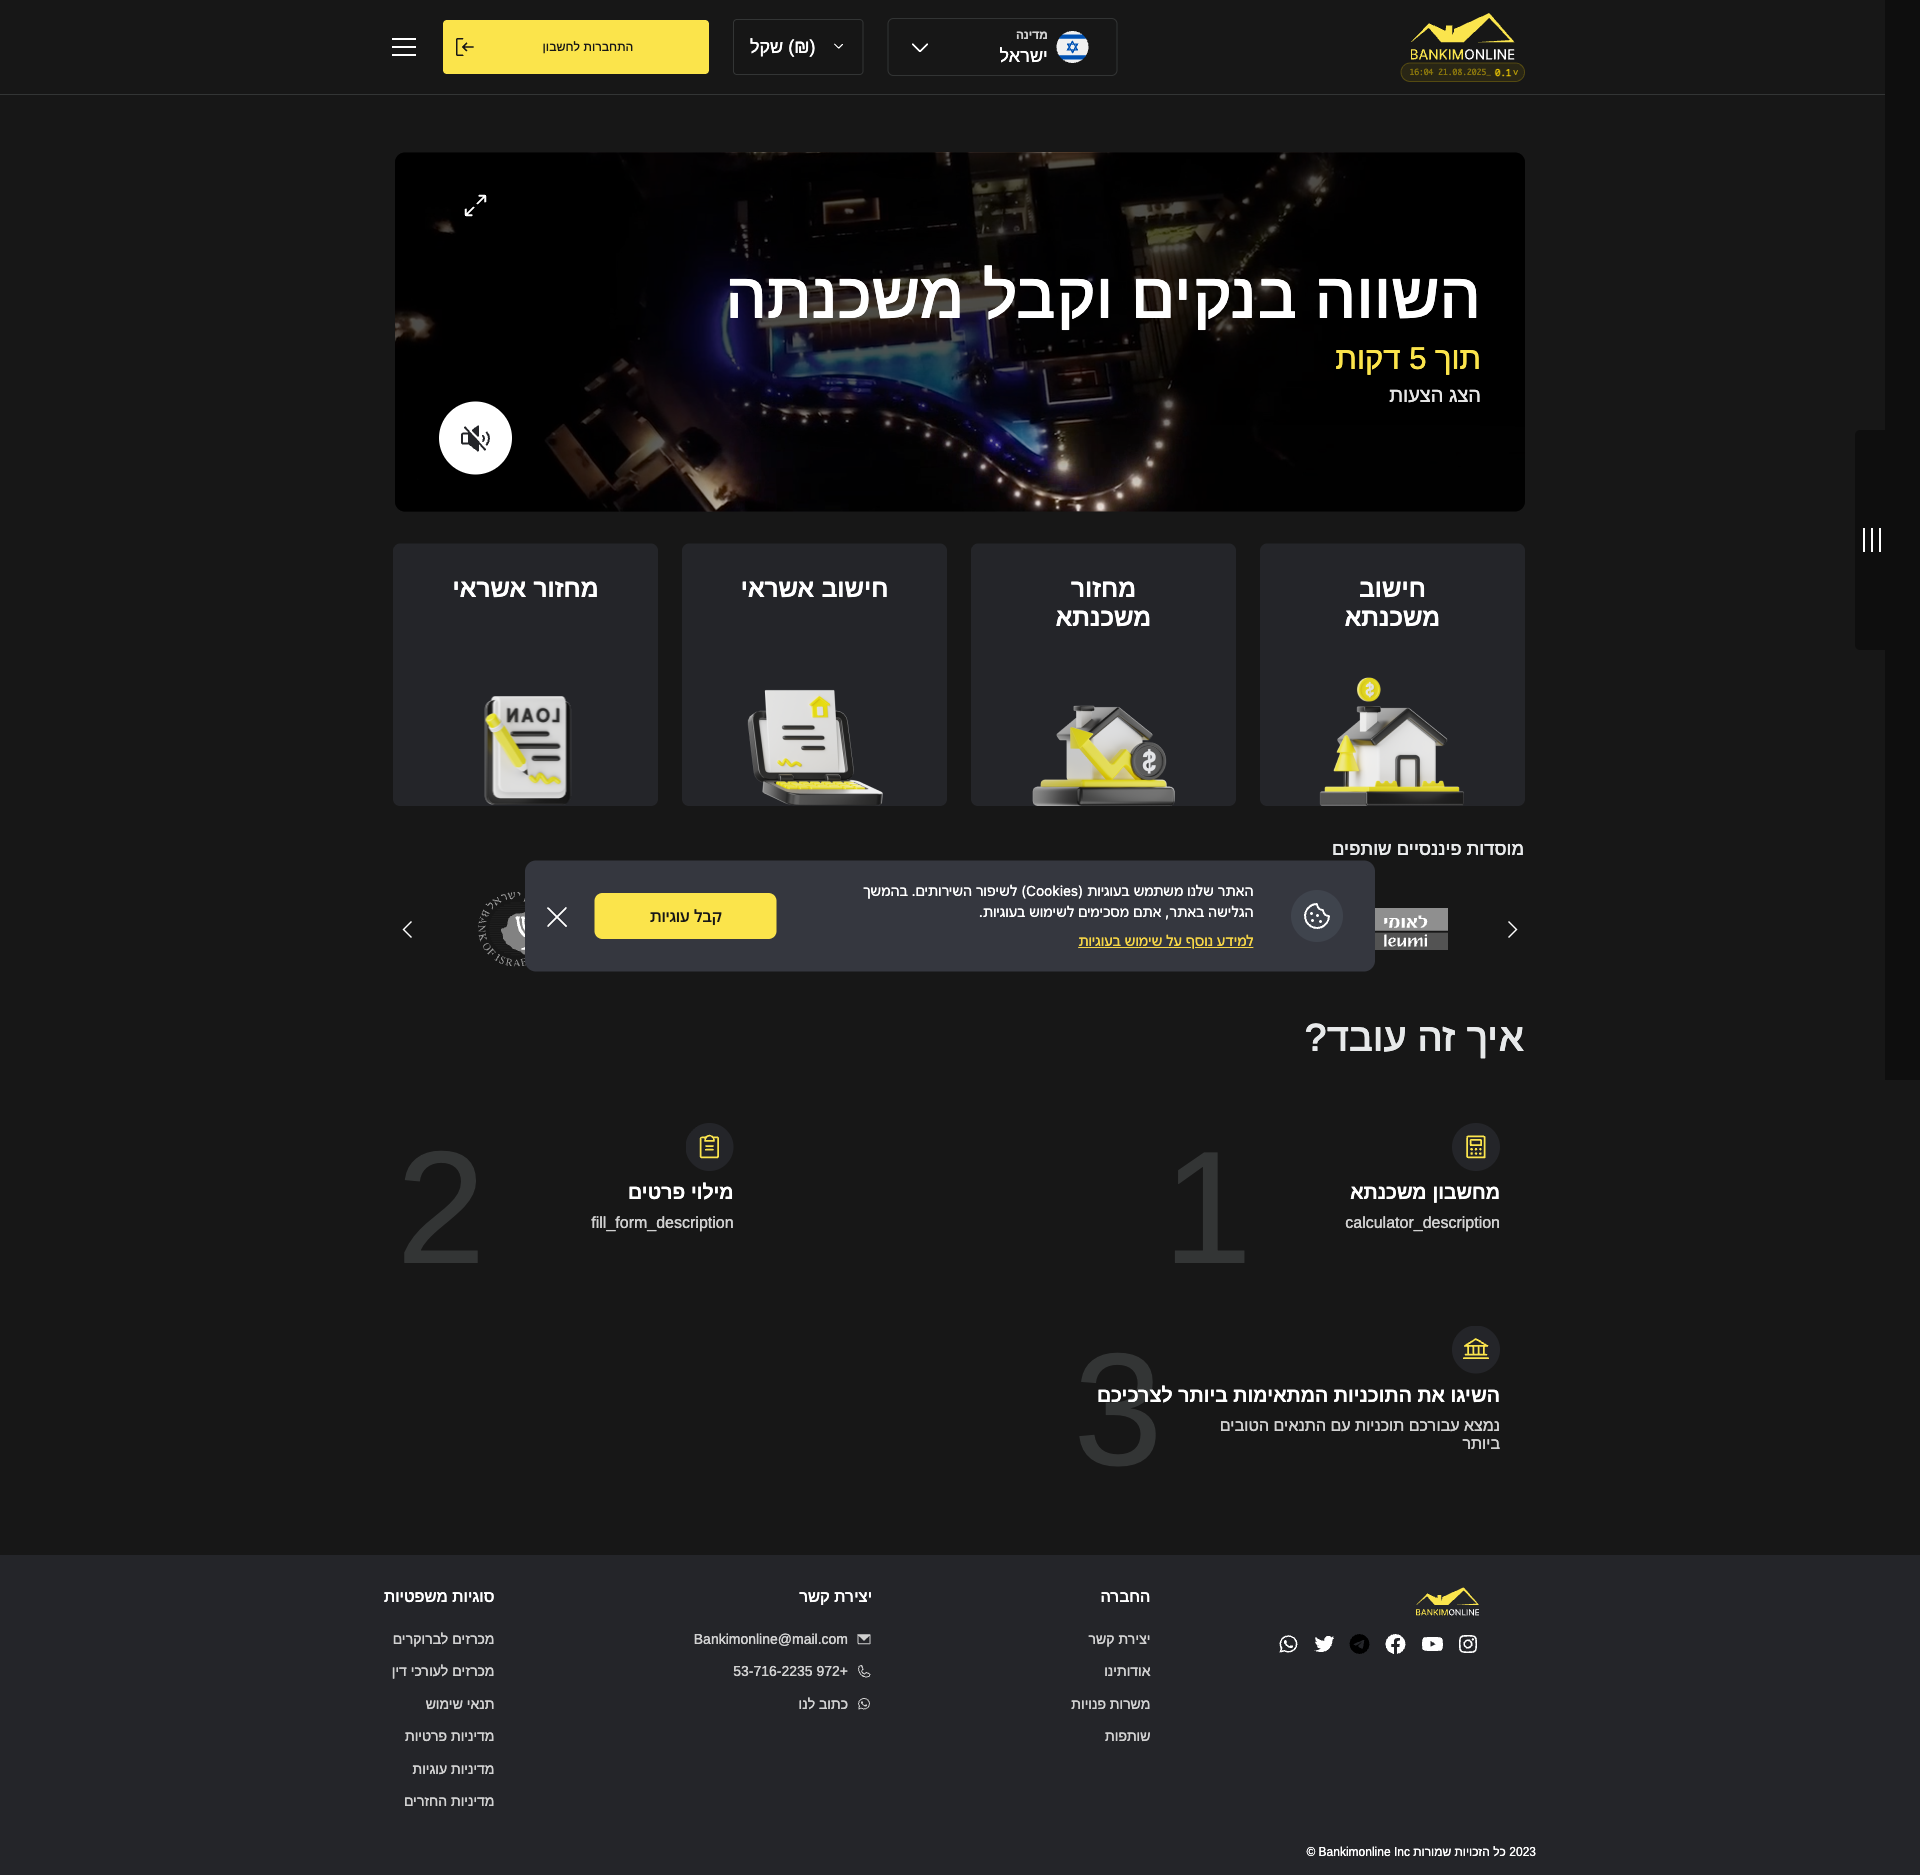 BANKIMONLINE
16:04 21.08.2025_ 0.1v
מדינה
ישראל
שקל (₪)
התחברות לחשבון
השווה בנקים וקבל משכנתה
תוך 5 דקות
הצג הצעות
חישוב
משכנתא
מחזור
משכנתא
חישוב אשראי
מחזור אשראי
LOAN
מוסדות פיננסיים שותפים
לאומי
leumi
ישראל
BANK OF ISRA
האתר שלנו משתמש בעוגיות (Cookies) לשיפור השירותים. בהמשך
הגלישה באתר, אתם מסכימים לשימוש בעוגיות.
למידע נוסף על שימוש בעוגיות
קבל עוגיות
איך זה עובד?
1
מחשבון משכנתא
calculator_description
2
מילוי פרטים
fill_form_description
3
השיגו את התוכניות המתאימות ביותר לצרכיכם
נמצא עבורכם תוכניות עם התנאים הטובים
ביותר
BANKIMONLINE
החברה
יצירת קשר
אודותינו
משרות פנויות
שותפות
יצירת קשר
Bankimonline@mail.com
53-716-2235 972+
כתוב לנו
סוגיות משפטיות
מכרזים לברוקרים
מכרזים לעורכי דין
תנאי שימוש
מדיניות פרטיות
מדיניות עוגיות
מדיניות החזרים
2023 כל הזכויות שמורות Bankimonline Inc ©